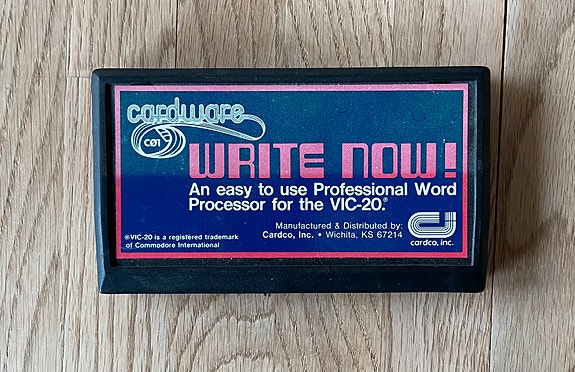 cardware
C01
WRITE NOW!
An easy to use Professional Word
Processor for the VIC-20.®
Manufactured & Distributed by:
Cardco, Inc. • Wichita, KS 67214
®VIC-20 is a registered trademark
of Commodore International
cardco, inc.